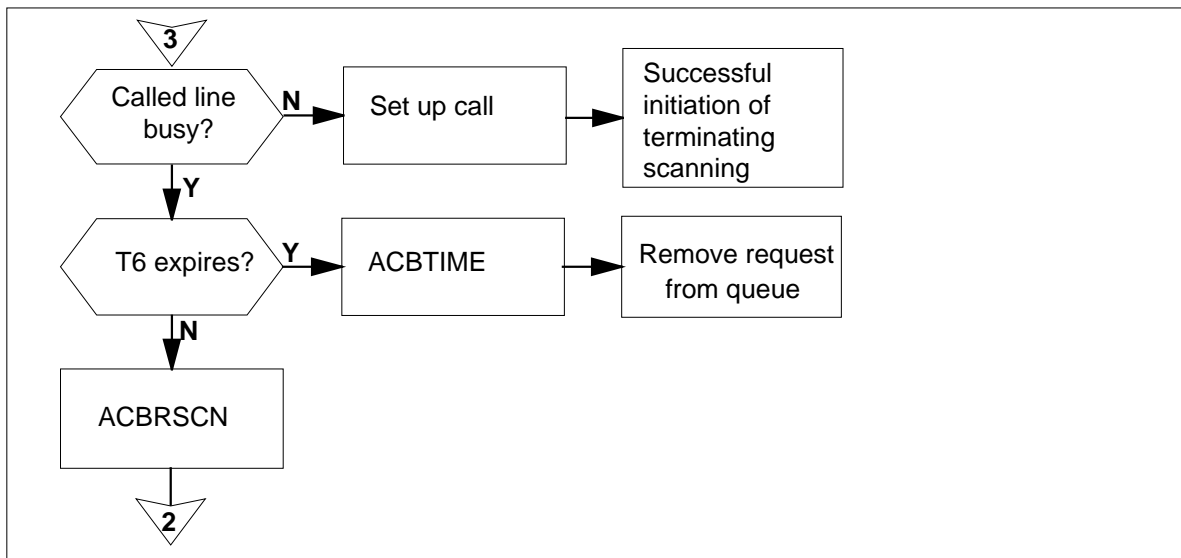 3
Called line
busy?
N
Set up call
Successful
initiation of
terminating
scanning
Y
T6 expires?
Y
ACBTIME
Remove request
from queue
N
ACBRSCN
2